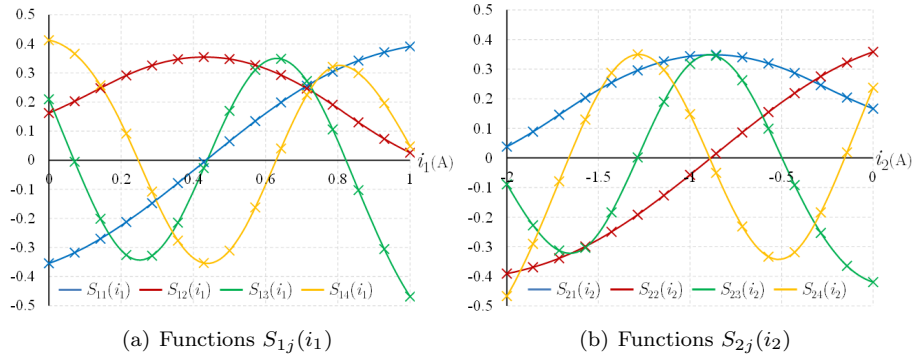 0.5
0.4
0.3
0.2
0.1
0
-0.1
-0.2
-0.3
-0.4
-0.5
0 0.2 0.4 0.6 0.8 1
i₁(A)
S₁₁(i₁) S₁₂(i₁) S₁₃(i₁) S₁₄(i₁)
(a) Functions S₁ⱼ(i₁)
0.5
0.4
0.3
0.2
0.1
0
-0.1
-0.2
-0.3
-0.4
-0.5
-2 -1.5 -1 -0.5 0
i₂(A)
S₂₁(i₂) S₂₂(i₂) S₂₃(i₂) S₂₄(i₂)
(b) Functions S₂ⱼ(i₂)